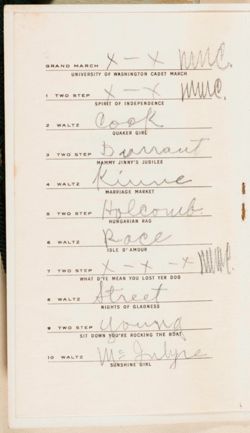 GRAND MARCH X - X MMC.
UNIVERSITY OF WASHINGTON CADET MARCH
1 TWO STEP X - X MMC.
SPIRIT OF INDEPENDENCE
2 WALTZ Cook
QUAKER GIRL
3 TWO STEP Durrant
MAMMY JINNY'S JUBILEE
4 WALTZ Kinne
MARRIAGE MARKET
5 TWO STEP Holcomb
HUNGARIAN RAG
6 WALTZ Race
ISLE D'AMOUR
7 TWO STEP X - X - X
WHAT D'YE MEAN YOU LOST YER DOG
8 WALTZ Street
NIGHTS OF GLADNESS
9 TWO STEP Young
SIT DOWN YOU'RE ROCKING THE BOAT
10 WALTZ McIntyre
SUNSHINE GIRL